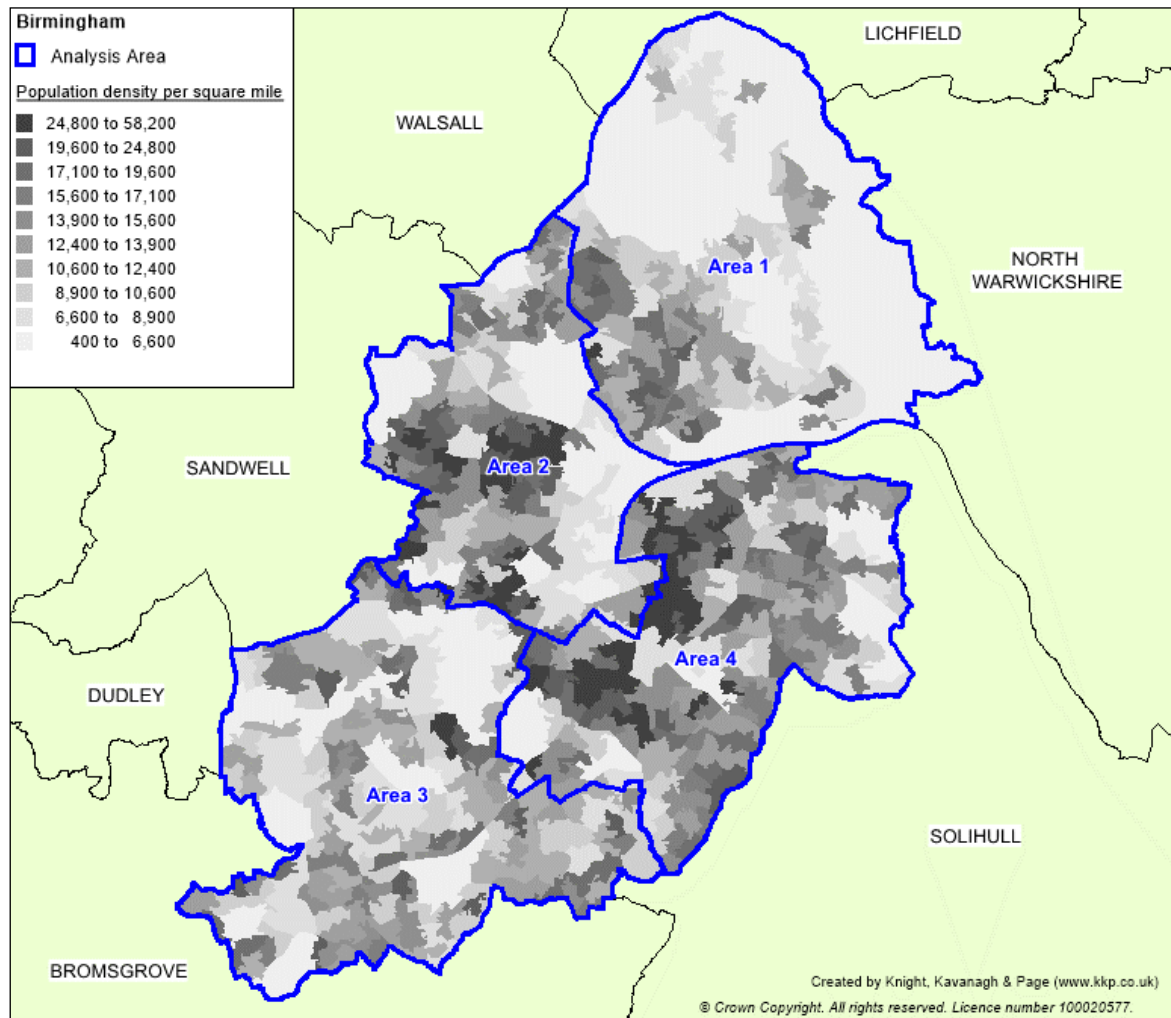 Birmingham
Analysis Area
Population density per square mile
24,800 to 58,200
19,600 to 24,800
17,100 to 19,600
15,600 to 17,100
13,900 to 15,600
12,400 to 13,900
10,600 to 12,400
8,900 to 10,600
6,600 to 8,900
400 to 6,600
LICHFIELD
WALSALL
NORTH
WARWICKSHIRE
Area 1
SANDWELL
Area 2
Area 4
DUDLEY
Area 3
SOLIHULL
BROMSGROVE
Created by Knight, Kavanagh & Page (www.kkp.co.uk)
© Crown Copyright. All rights reserved. Licence number 100020577.